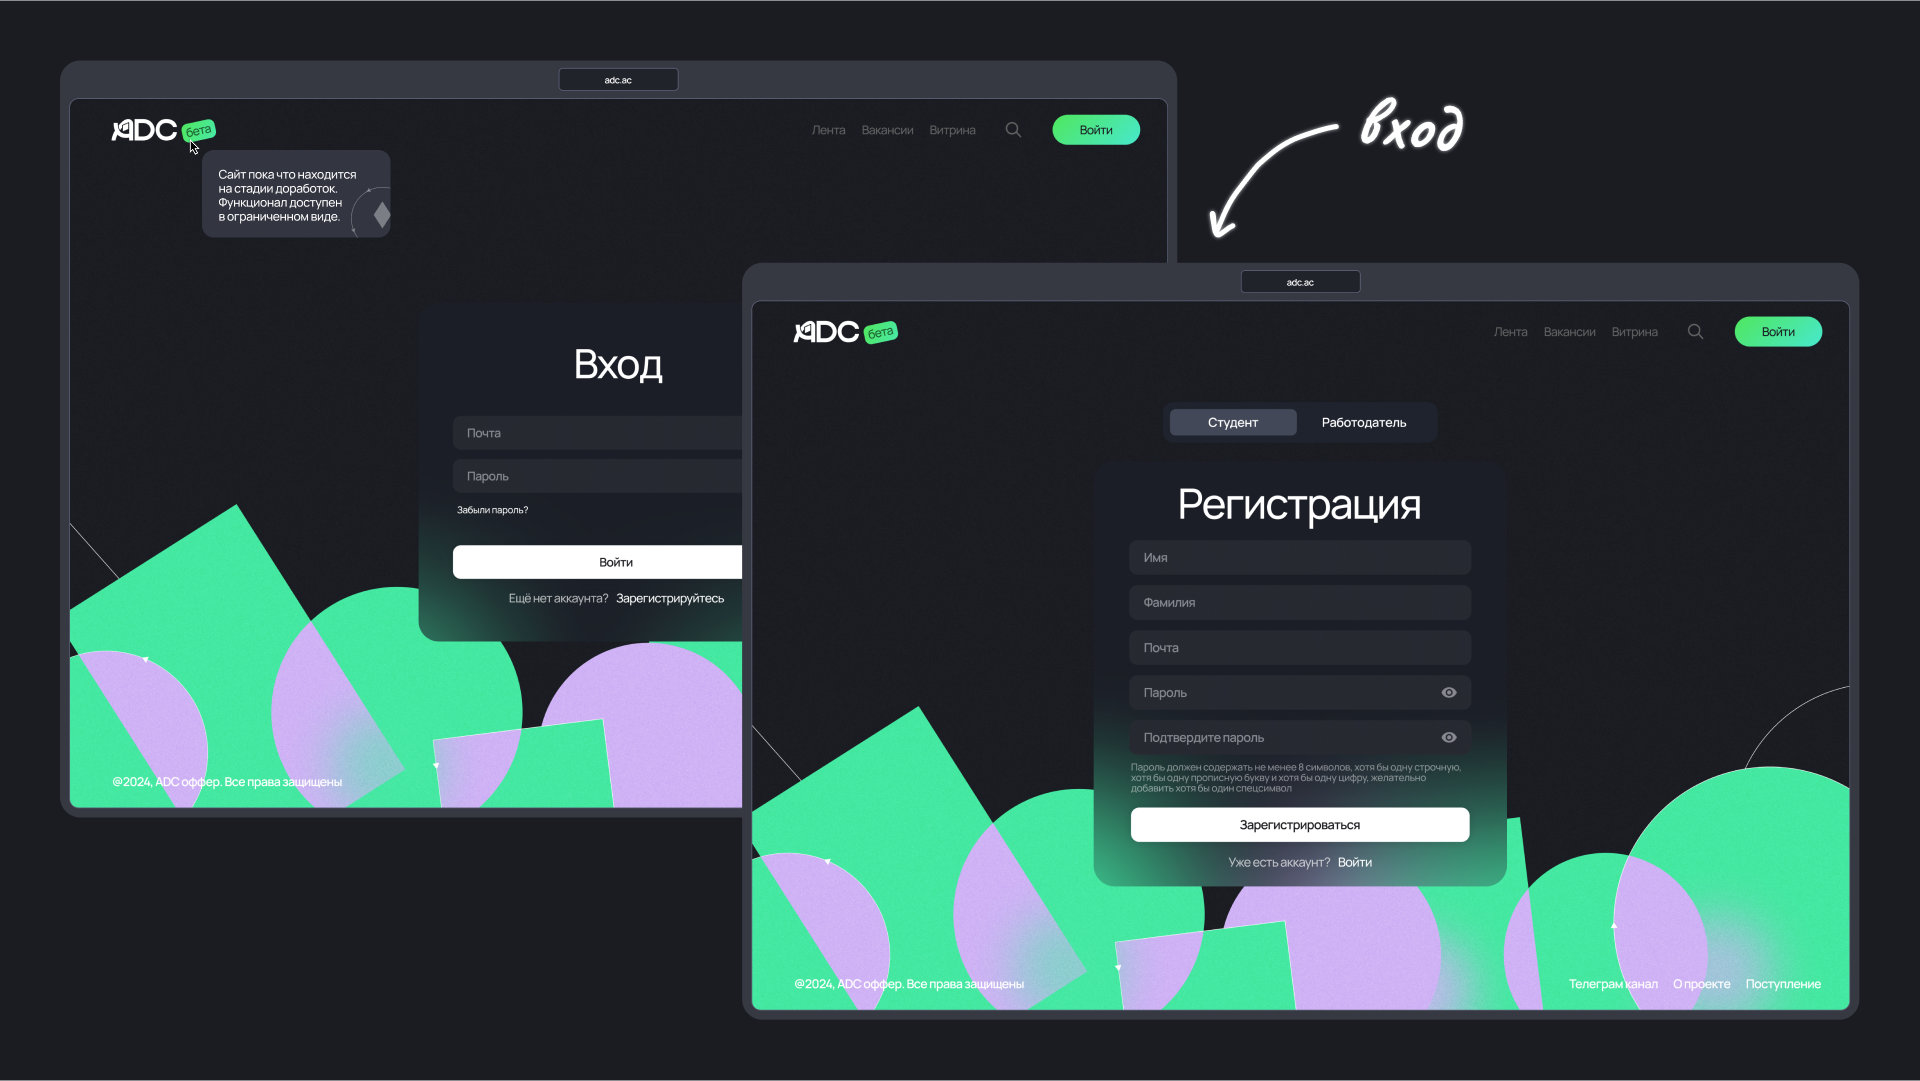 adc.ac
ADC бета
Лента Вакансии Витрина Войти
Сайт пока что находится
на стадии доработок.
Функционал доступен
в ограниченном виде.
Вход
Почта
Пароль
Забыли пароль?
Войти
Ещё нет аккаунта? Зарегистрируйтесь
@2024, ADC оффер. Все права защищены
вход
adc.ac
ADC бета
Лента Вакансии Витрина Войти
Студент Работодатель
Регистрация
Имя
Фамилия
Почта
Пароль
Подтвердите пароль
Пароль должен содержать не менее 8 символов, хотя бы одну строчную,
хотя бы одну прописную букву и хотя бы одну цифру, желательно
добавить хотя бы один спецсимвол
Зарегистрироваться
Уже есть аккаунт? Войти
@2024, ADC оффер. Все права защищены
Телеграм канал О проекте Поступление